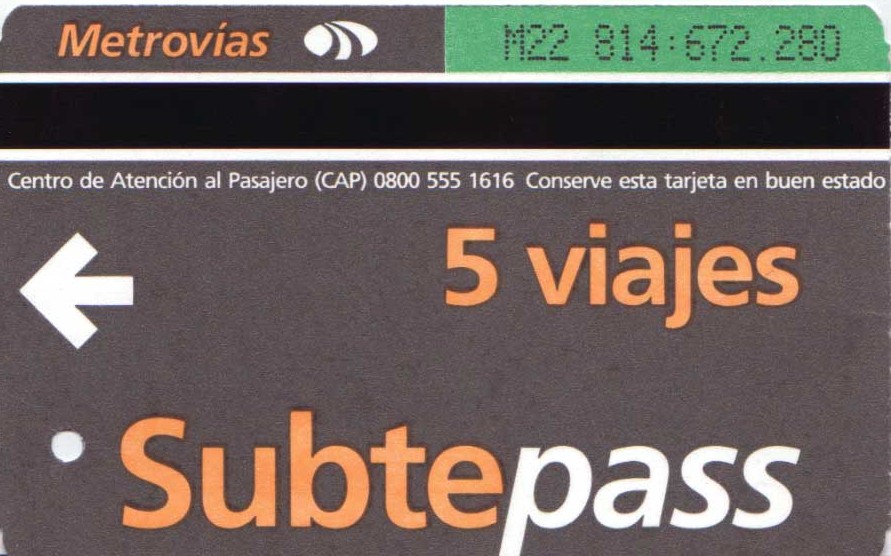 Metrovías M22 814:672.280
Centro de Atención al Pasajero (CAP) 0800 555 1616 Conserve esta tarjeta en buen estado
5 viajes
Subtepass